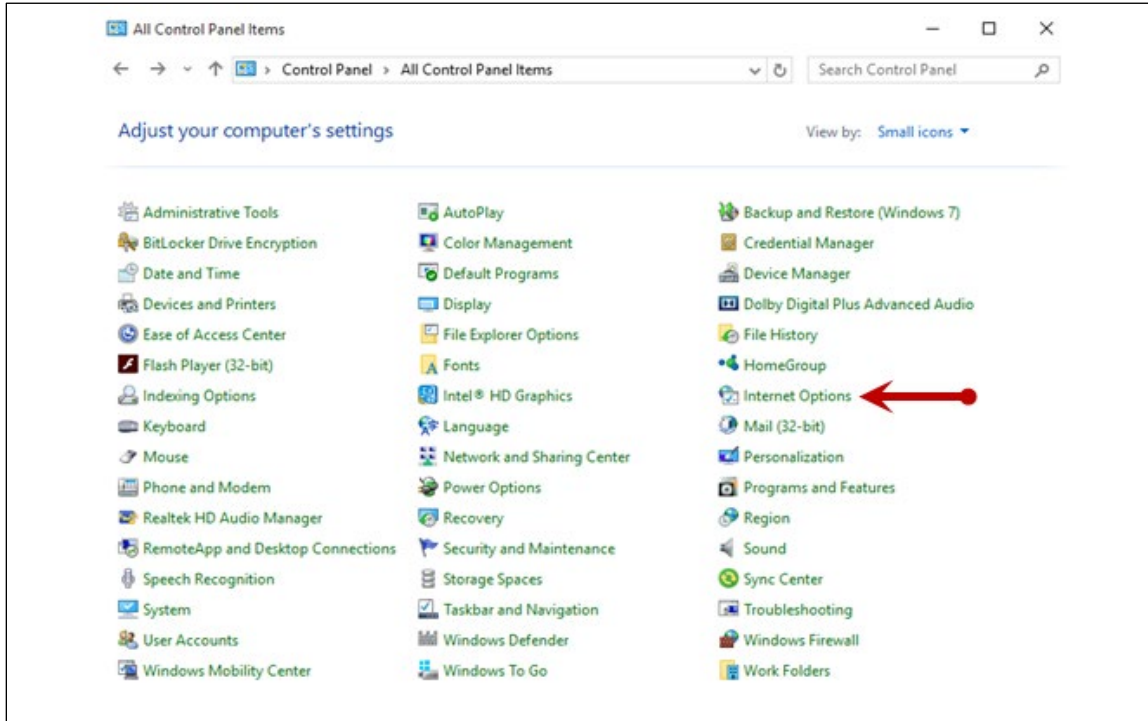 All Control Panel Items
Control Panel > All Control Panel Items
Search Control Panel
Adjust your computer's settings
View by: Small icons
Administrative Tools AutoPlay Backup and Restore (Windows 7)
BitLocker Drive Encryption Color Management Credential Manager
Date and Time Default Programs Device Manager
Devices and Printers Display Dolby Digital Plus Advanced Audio
Ease of Access Center File Explorer Options File History
Flash Player (32-bit) Fonts HomeGroup
Indexing Options Intel® HD Graphics Internet Options
Keyboard Language Mail (32-bit)
Mouse Network and Sharing Center Personalization
Phone and Modem Power Options Programs and Features
Realtek HD Audio Manager Recovery Region
RemoteApp and Desktop Connections Security and Maintenance Sound
Speech Recognition Storage Spaces Sync Center
System Taskbar and Navigation Troubleshooting
User Accounts Windows Defender Windows Firewall
Windows Mobility Center Windows To Go Work Folders